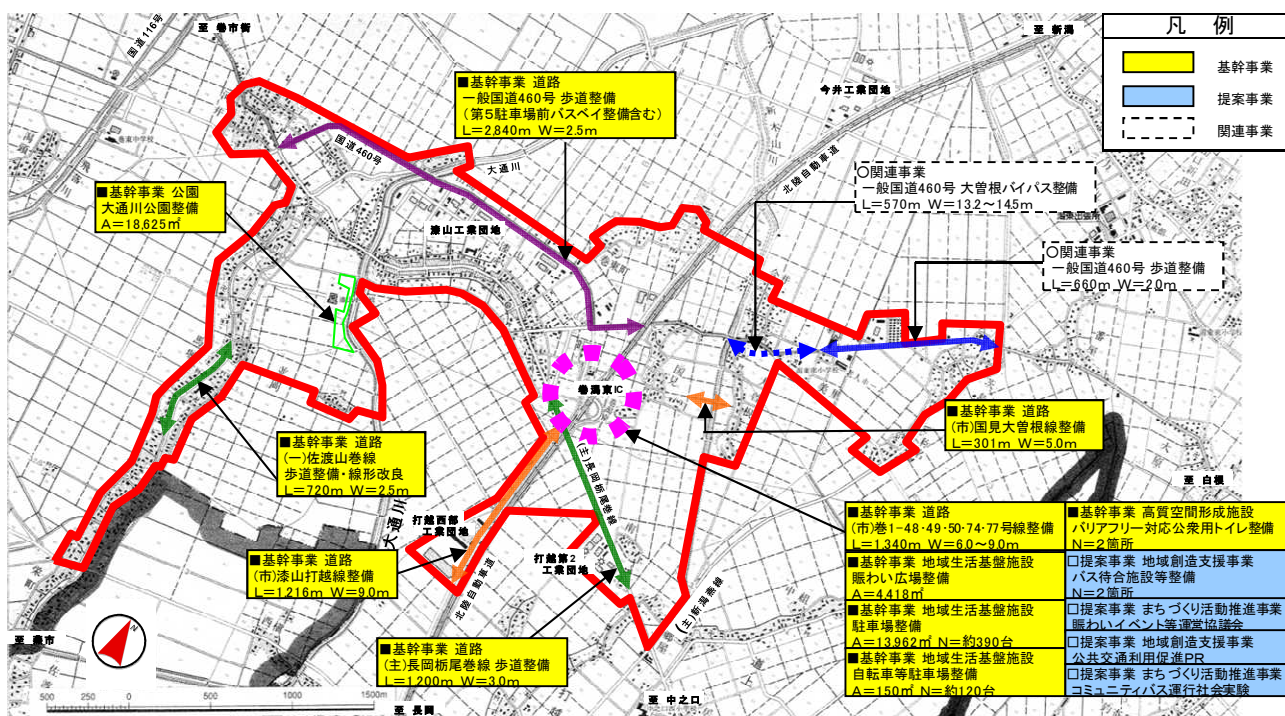 凡 例
基幹事業
提案事業
関連事業
至 巻市街
国道116号
至 新潟
■基幹事業 道路
一般国道460号 歩道整備
(第5駐車場前バスベイ整備含む)
L=2,840m W=2.5m
今井工業団地
北陸自動車道
国道460号
大通川
○関連事業
一般国道460号 大曽根バイパス整備
L=570m W=13.2~14.5m
■基幹事業 公園
大通川公園整備
A=18,625㎡
漆山工業団地
○関連事業
一般国道460号 歩道整備
L=660m W=2.0m
巻潟東IC
■基幹事業 道路
(市)国見大曽根線整備
L=301m W=5.0m
■基幹事業 道路
(一)佐渡山巻線
歩道整備・線形改良
L=720m W=2.5m
(主)長岡栃尾巻線
至 白根
大通川
打越西部
工業団地
打越第2
工業団地
北陸自動車道
(主)新潟燕線
■基幹事業 道路
(市)漆山打越線整備
L=1,216m W=9.0m
■基幹事業 道路
(主)長岡栃尾巻線 歩道整備
L=1,200m W=3.0m
■基幹事業 道路
(市)巻1-48・49・50・74・77号線整備
L=1,340m W=6.0~9.0m
■基幹事業 地域生活基盤施設
賑わい広場整備
A=4,418㎡
■基幹事業 地域生活基盤施設
駐車場整備
A=13,962㎡ N=約390台
■基幹事業 地域生活基盤施設
自転車等駐車場整備
A=150㎡ N=約120台
■基幹事業 高質空間形成施設
バリアフリー対応公衆用トイレ整備
N=2箇所
□提案事業 地域創造支援事業
バス待合施設等整備
N=2箇所
□提案事業 まちづくり活動推進事業
賑わいイベント等運営協議会
□提案事業 地域創造支援事業
公共交通利用促進PR
□提案事業 まちづくり活動推進事業
コミュニティバス運行社会実験
至 燕市
至 長岡
至 中之口
500 250 0 500 1000 1500m